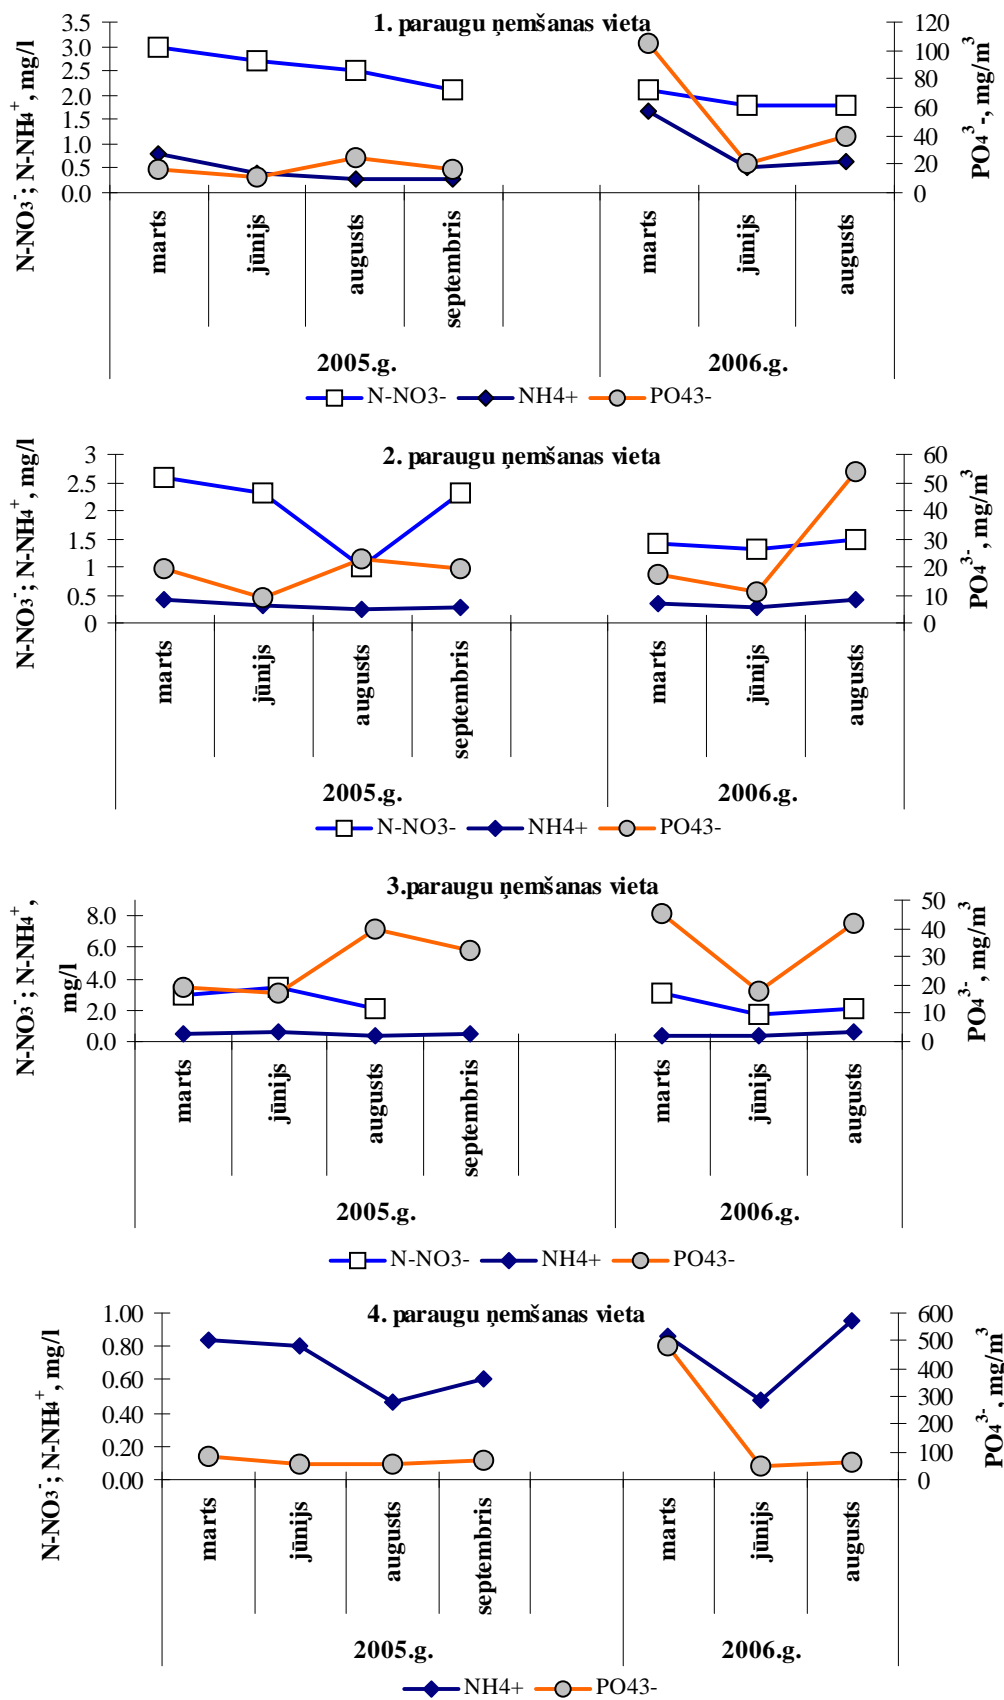 1. paraugu ņemšanas vieta
N-NO3-; N-NH4+, mg/l
3.5
3.0
2.5
2.0
1.5
1.0
0.5
0.0
120
100
80
60
40
20
0
PO4 3-, mg/m3
marts
jūnijs
augusts
septembris
marts
jūnijs
augusts
2005.g.
2006.g.
N-NO3- NH4+ PO43-
2. paraugu ņemšanas vieta
N-NO3-; N-NH4+, mg/l
3
2.5
2
1.5
1
0.5
0
60
50
40
30
20
10
0
PO4 3-, mg/m3
marts
jūnijs
augusts
septembris
marts
jūnijs
augusts
2005.g.
2006.g.
N-NO3- NH4+ PO43-
3.paraugu ņemšanas vieta
N-NO3-; N-NH4+,
mg/l
8.0
6.0
4.0
2.0
0.0
50
40
30
20
10
0
PO4 3-, mg/m3
marts
jūnijs
augusts
septembris
marts
jūnijs
augusts
2005.g.
2006.g.
N-NO3- NH4+ PO43-
4. paraugu ņemšanas vieta
N-NO3-; N-NH4+, mg/l
1.00
0.80
0.60
0.40
0.20
0.00
600
500
400
300
200
100
0
PO4 3-, mg/m3
marts
jūnijs
augusts
septembris
marts
jūnijs
augusts
2005.g.
2006.g.
NH4+ PO43-